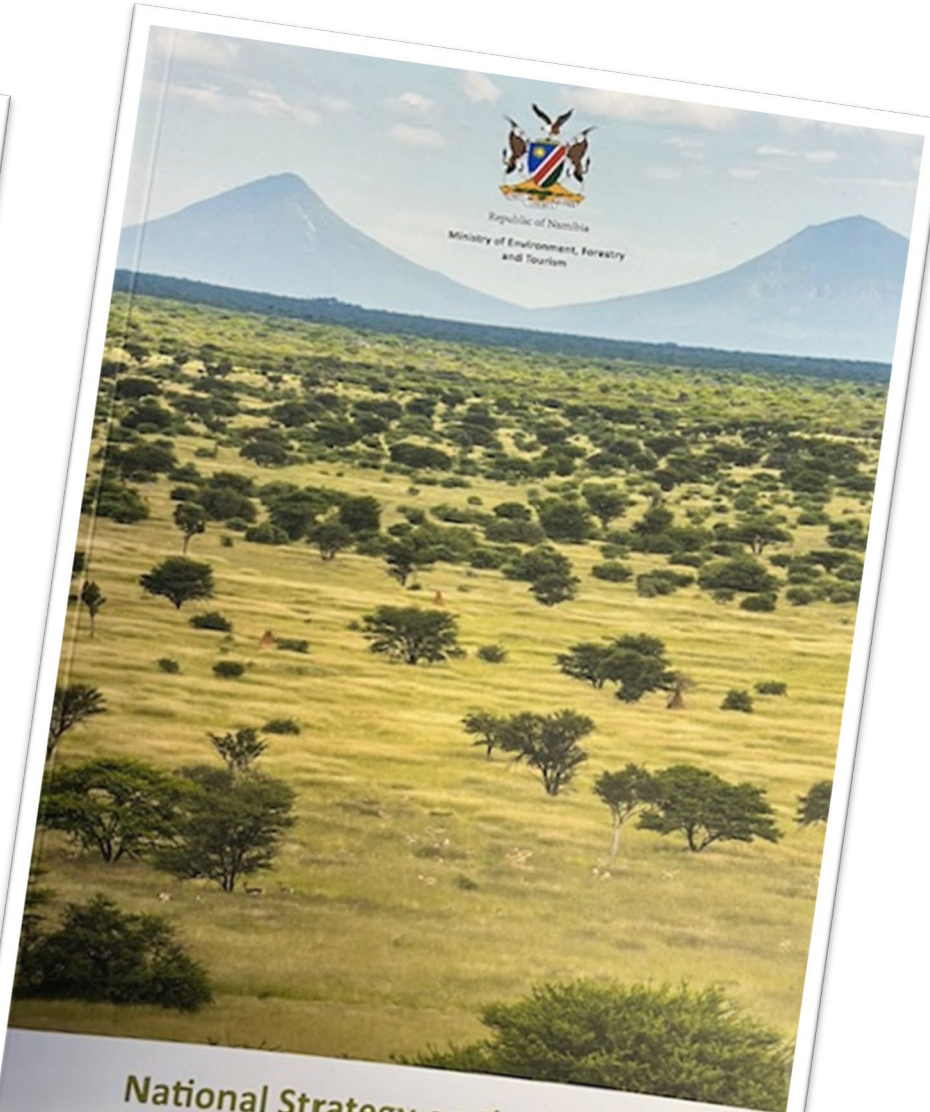 Republic of Namibia
Ministry of Environment, Forestry
and Tourism
National Strategy